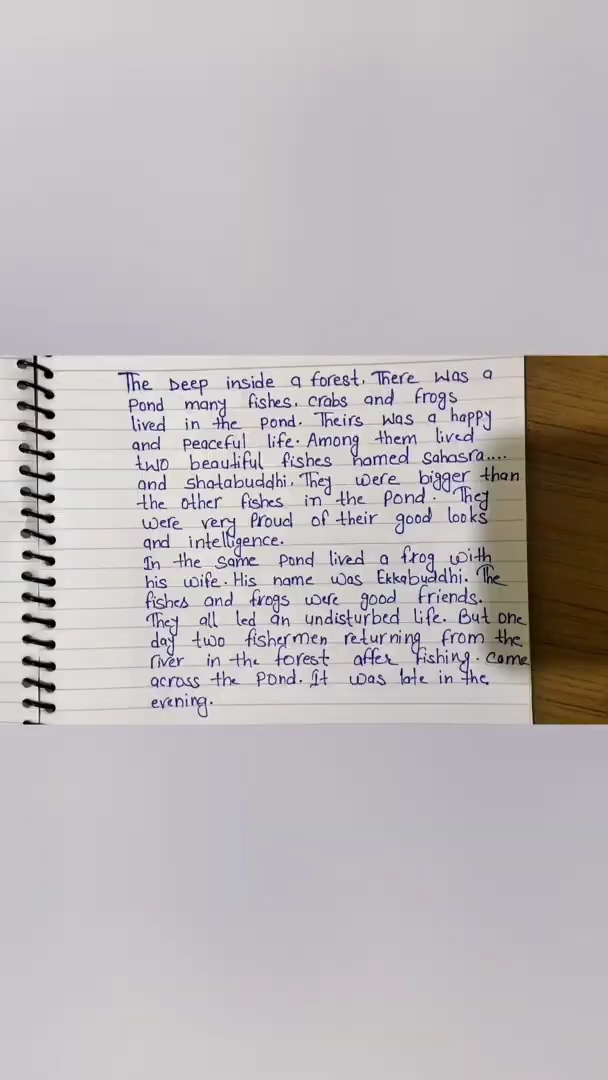 The Deep inside a forest. There was a
Pond many fishes, crabs and frogs
lived in the pond. Theirs was a happy
and peaceful life. Among them lived
two beautiful fishes named Sahasra....
and shatabuddhi. They were bigger than
the other fishes in the Pond. They
were very Proud of their good looks
and intelligence.
In the same Pond lived a frog with
his wife. His name was Ekkabuddhi. The
fishes and frogs were good friends.
They all led an undisturbed life. But one
day two fishermen returning from the
river in the forest after fishing. came
across the Pond. It was late in the
evening.